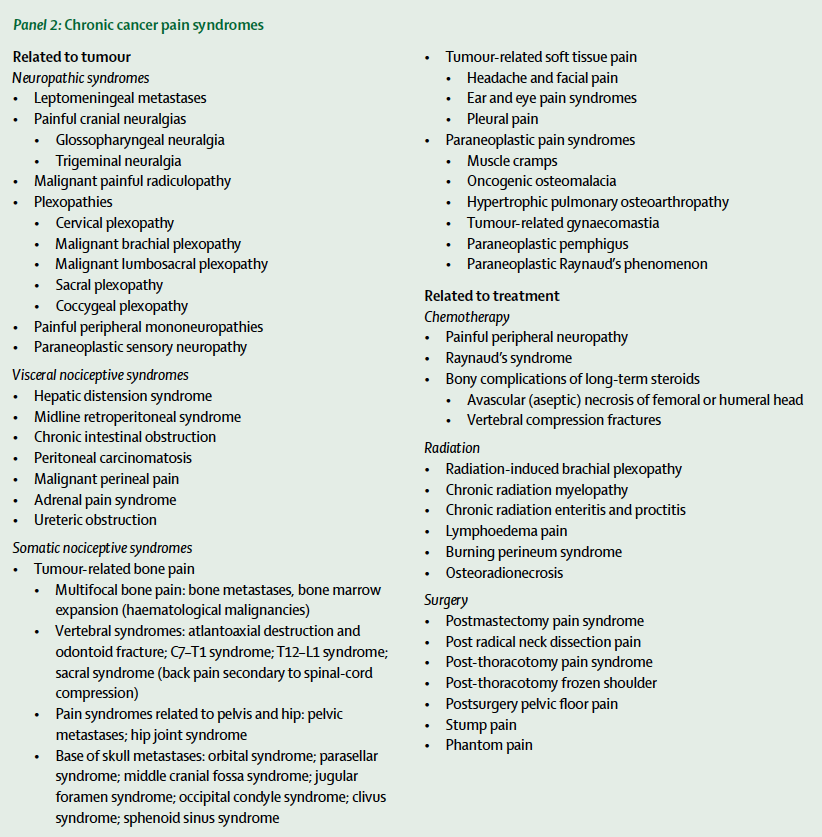 Panel 2: Chronic cancer pain syndromes
Related to tumour
Neuropathic syndromes
• Leptomeningeal metastases
• Painful cranial neuralgias
• Glossopharyngeal neuralgia
• Trigeminal neuralgia
• Malignant painful radiculopathy
• Plexopathies
• Cervical plexopathy
• Malignant brachial plexopathy
• Malignant lumbosacral plexopathy
• Sacral plexopathy
• Coccygeal plexopathy
• Painful peripheral mononeuropathies
• Paraneoplastic sensory neuropathy
Visceral nociceptive syndromes
• Hepatic distension syndrome
• Midline retroperitoneal syndrome
• Chronic intestinal obstruction
• Peritoneal carcinomatosis
• Malignant perineal pain
• Adrenal pain syndrome
• Ureteric obstruction
Somatic nociceptive syndromes
• Tumour-related bone pain
• Multifocal bone pain: bone metastases, bone marrow
expansion (haematological malignancies)
• Vertebral syndromes: atlantoaxial destruction and
odontoid fracture; C7–T1 syndrome; T12–L1 syndrome;
sacral syndrome (back pain secondary to spinal-cord
compression)
• Pain syndromes related to pelvis and hip: pelvic
metastases; hip joint syndrome
• Base of skull metastases: orbital syndrome; parasellar
syndrome; middle cranial fossa syndrome; jugular
foramen syndrome; occipital condyle syndrome; clivus
syndrome; sphenoid sinus syndrome
• Tumour-related soft tissue pain
• Headache and facial pain
• Ear and eye pain syndromes
• Pleural pain
• Paraneoplastic pain syndromes
• Muscle cramps
• Oncogenic osteomalacia
• Hypertrophic pulmonary osteoarthropathy
• Tumour-related gynaecomastia
• Paraneoplastic pemphigus
• Paraneoplastic Raynaud's phenomenon
Related to treatment
Chemotherapy
• Painful peripheral neuropathy
• Raynaud's syndrome
• Bony complications of long-term steroids
• Avascular (aseptic) necrosis of femoral or humeral head
• Vertebral compression fractures
Radiation
• Radiation-induced brachial plexopathy
• Chronic radiation myelopathy
• Chronic radiation enteritis and proctitis
• Lymphoedema pain
• Burning perineum syndrome
• Osteoradionecrosis
Surgery
• Postmastectomy pain syndrome
• Post radical neck dissection pain
• Post-thoracotomy pain syndrome
• Post-thoracotomy frozen shoulder
• Postsurgery pelvic floor pain
• Stump pain
• Phantom pain